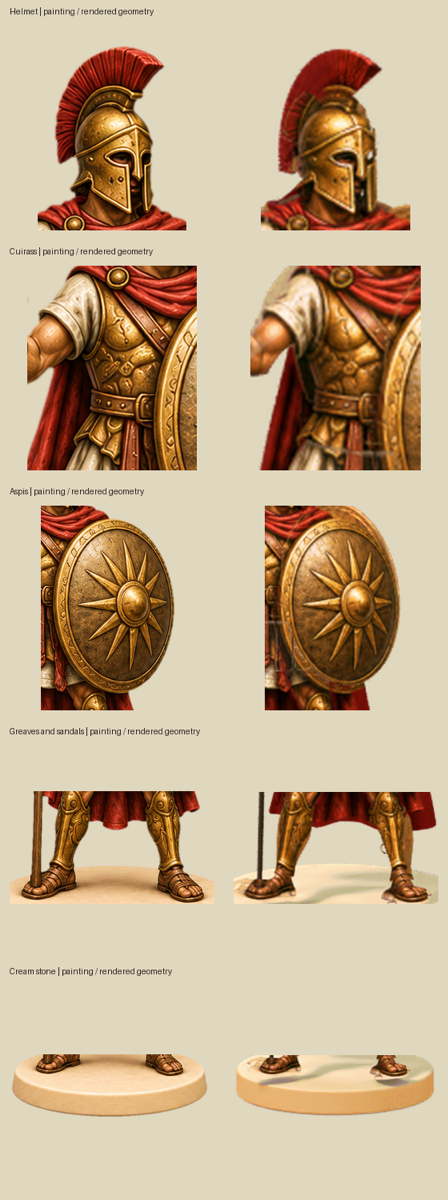 Helmet | painting / rendered geometry
Cuirass | painting / rendered geometry
Aspis | painting / rendered geometry
Greaves and sandals | painting / rendered geometry
Cream stone | painting / rendered geometry